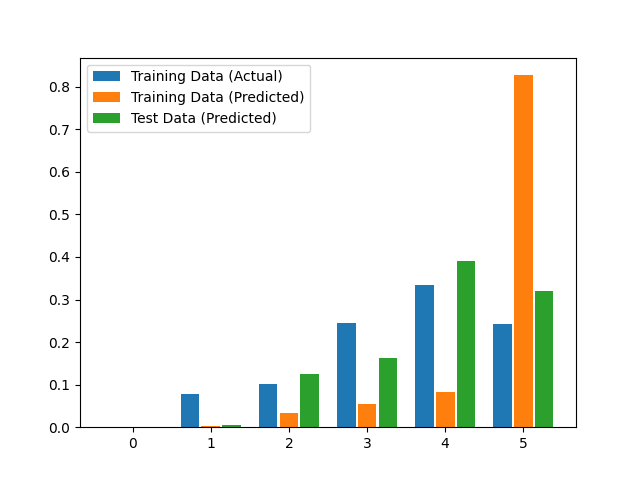 Training Data (Actual)
Training Data (Predicted)
Test Data (Predicted)
0.8
0.7
0.6
0.5
0.4
0.3
0.2
0.1
0.0
0 1 2 3 4 5